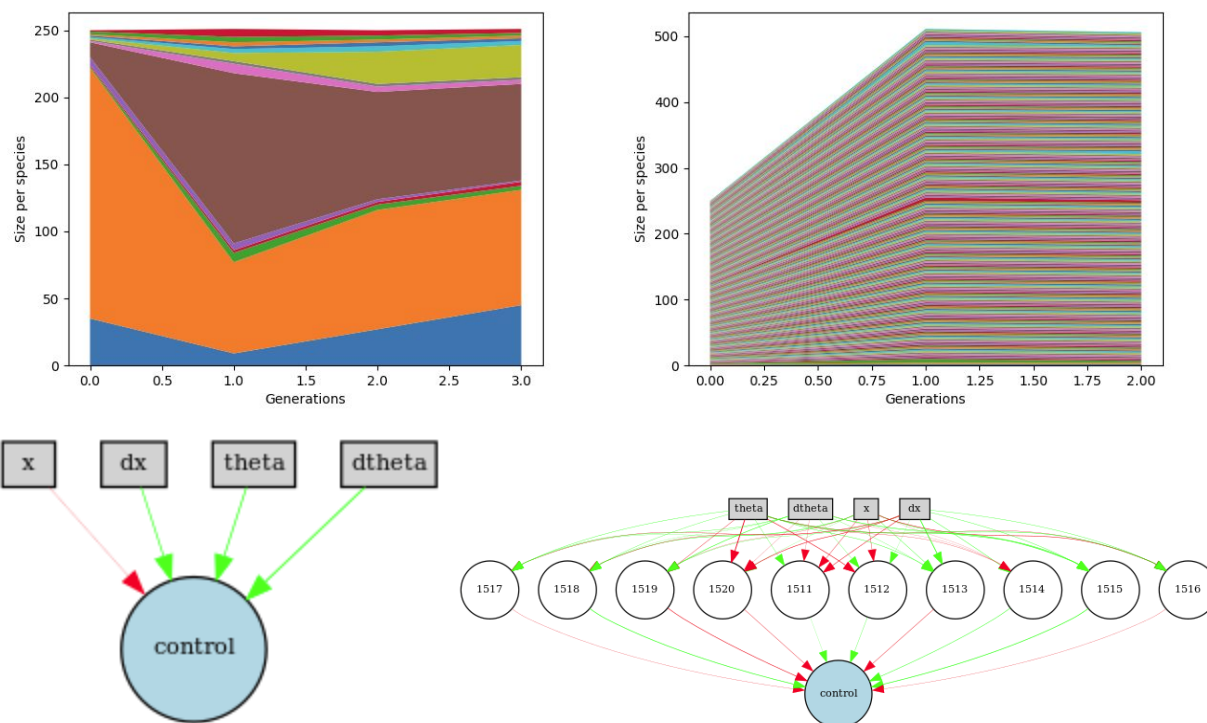 250
200
150
100
50
0
Size per species
0.0 0.5 1.0 1.5 2.0 2.5 3.0
Generations
500
400
300
200
100
0
Size per species
0.00 0.25 0.50 0.75 1.00 1.25 1.50 1.75 2.00
Generations
x dx theta dtheta
control
theta dtheta x dx
1517 1518 1519 1520 1511 1512 1513 1514 1515 1516
control